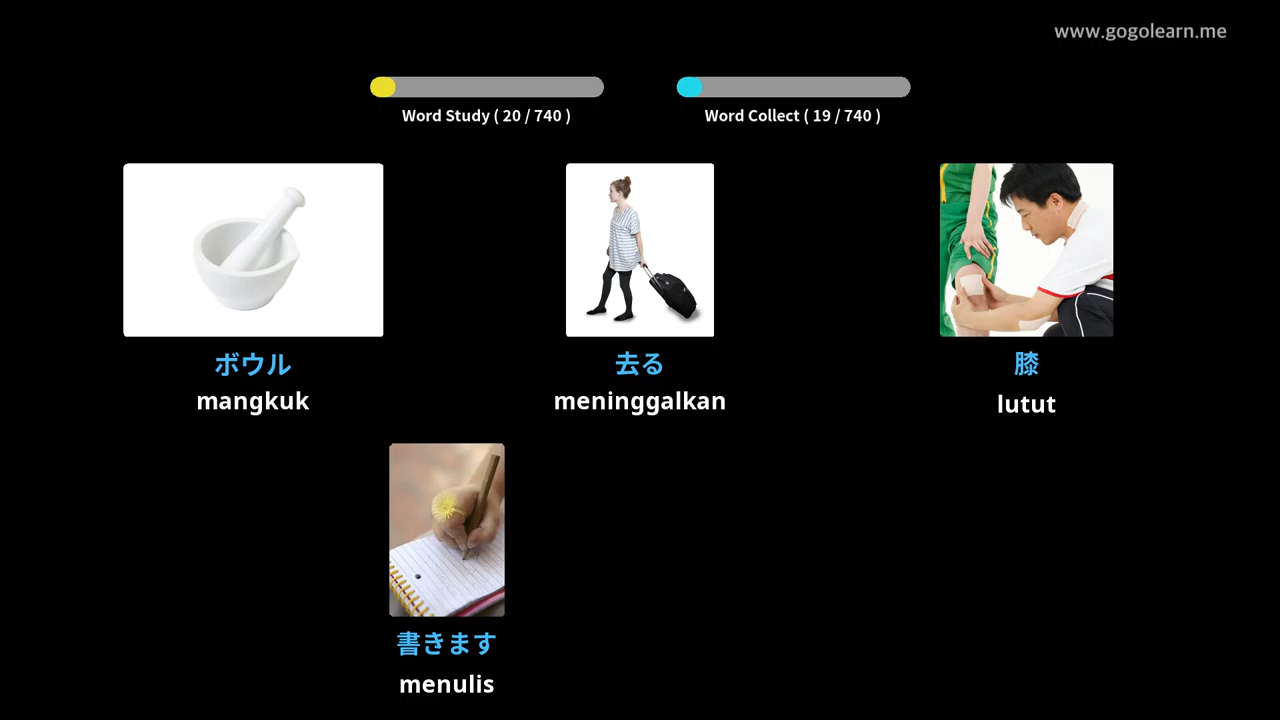 www.gogolearn.me
Word Study ( 20 / 740 )
Word Collect ( 19 / 740 )
ボウル
mangkuk
去る
meninggalkan
膝
lutut
書きます
menulis